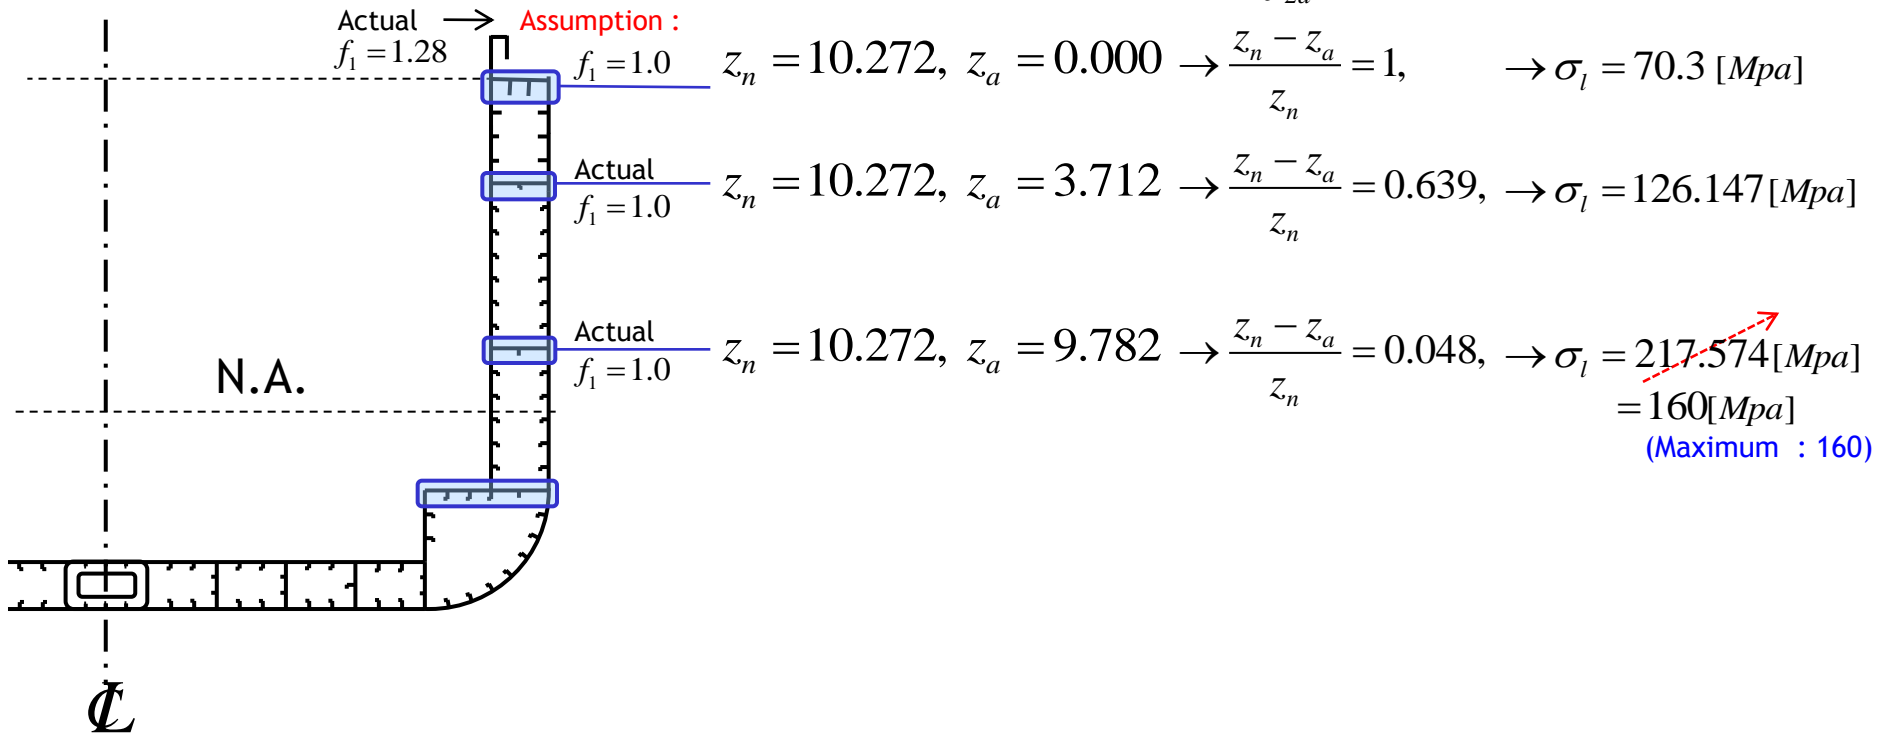 2a
Actual → Assumption :
f₁ = 1.28
f₁ = 1.0
zₙ = 10.272, zₐ = 0.000 → (zₙ − zₐ)/zₙ = 1, → σₗ = 70.3 [Mpa]
Actual
f₁ = 1.0
zₙ = 10.272, zₐ = 3.712 → (zₙ − zₐ)/zₙ = 0.639, → σₗ = 126.147 [Mpa]
Actual
f₁ = 1.0
zₙ = 10.272, zₐ = 9.782 → (zₙ − zₐ)/zₙ = 0.048, → σₗ = 217.574 [Mpa]
= 160 [Mpa]
(Maximum : 160)
N.A.
℄